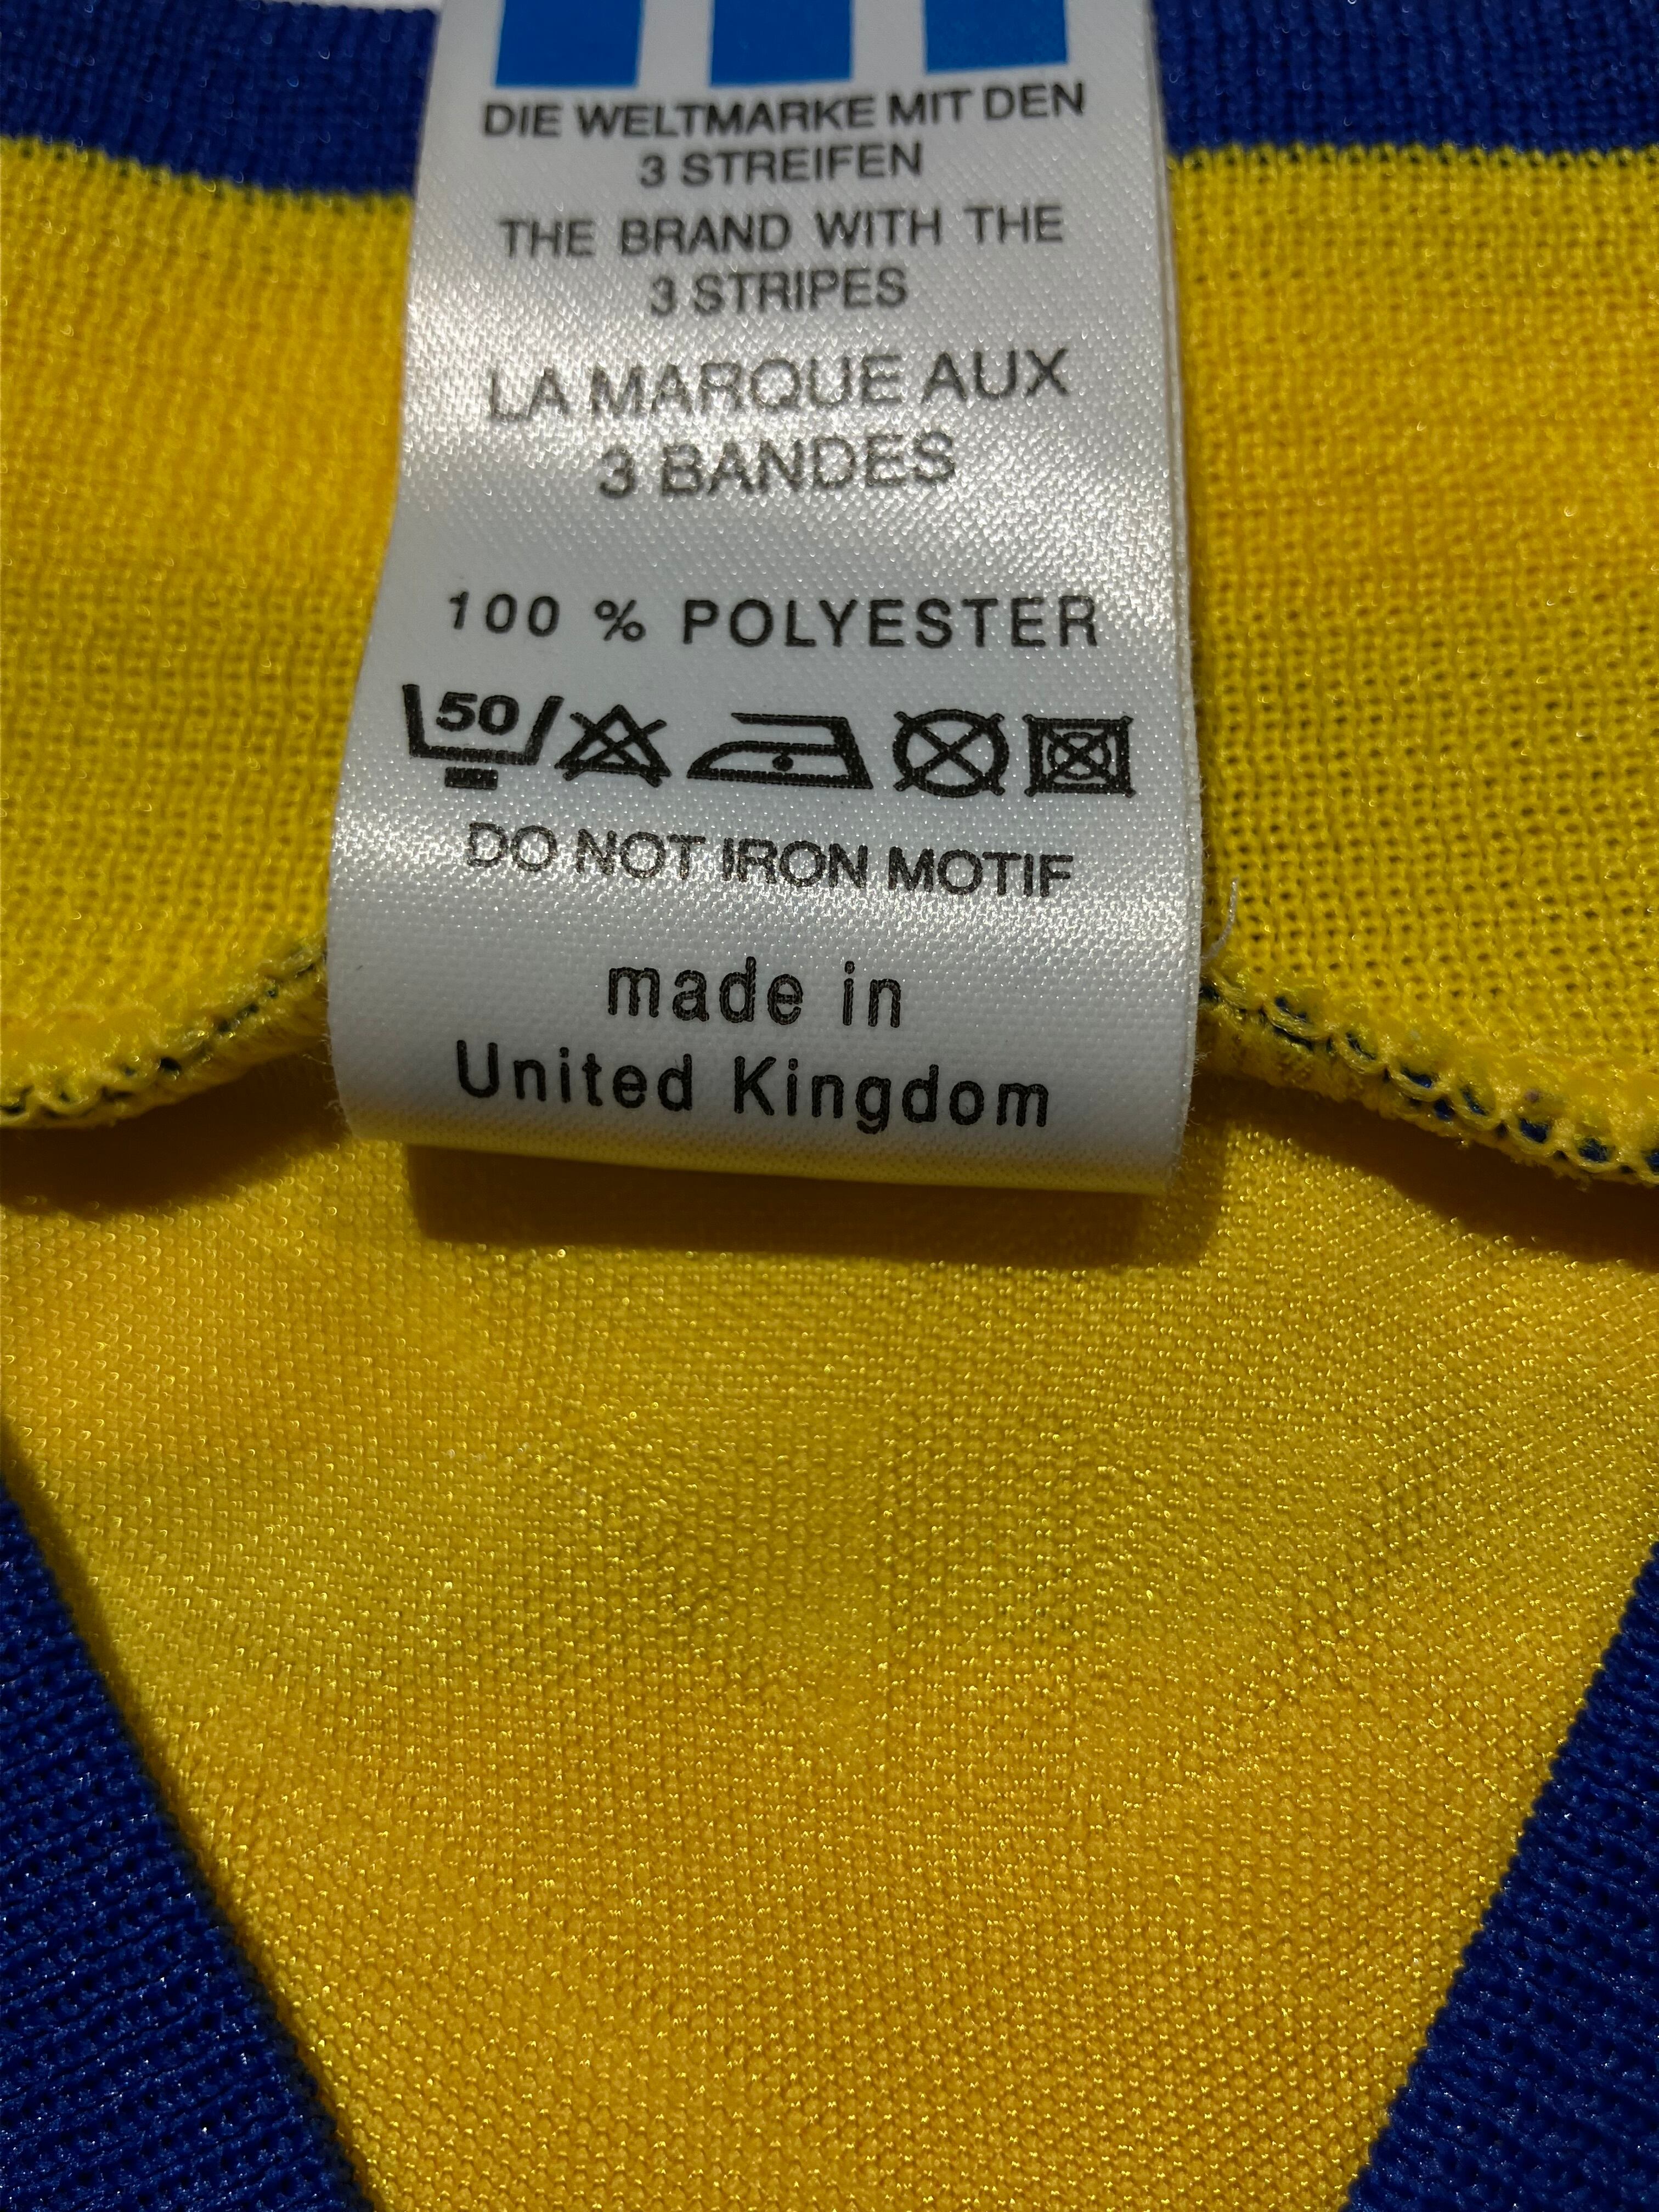 DIE WELTMARKE MIT DEN
3 STREIFEN
THE BRAND WITH THE
3 STRIPES
LA MARQUE AUX
3 BANDES
100 % POLYESTER
50
DO NOT IRON MOTIF
made in
United Kingdom